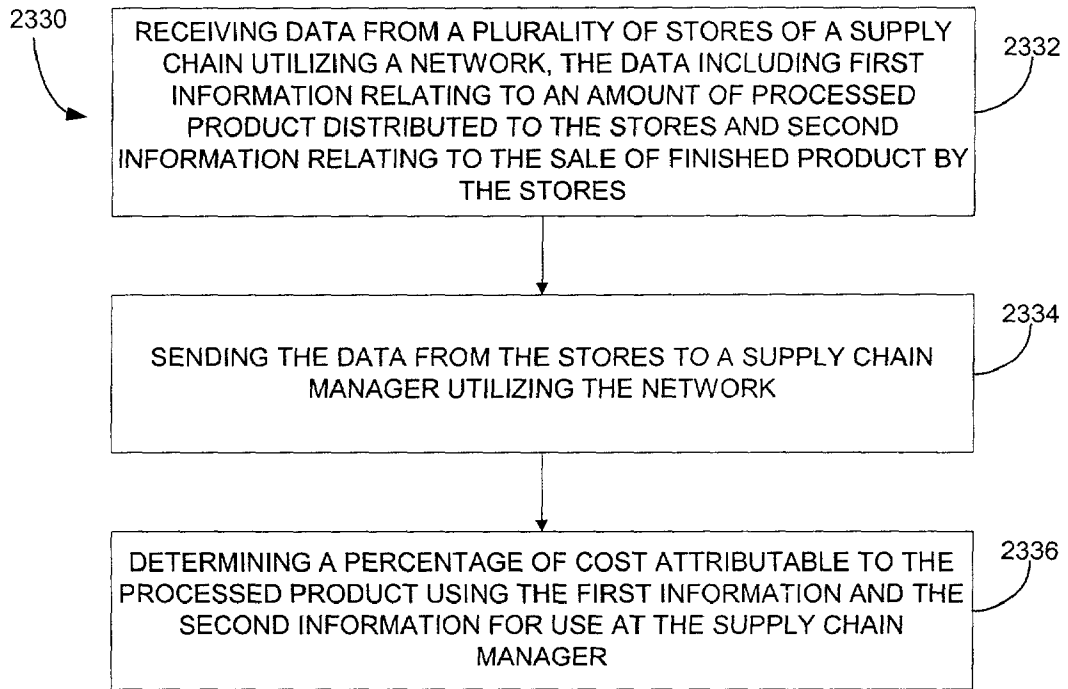 2330
RECEIVING DATA FROM A PLURALITY OF STORES OF A SUPPLY
CHAIN UTILIZING A NETWORK, THE DATA INCLUDING FIRST
INFORMATION RELATING TO AN AMOUNT OF PROCESSED
PRODUCT DISTRIBUTED TO THE STORES AND SECOND
INFORMATION RELATING TO THE SALE OF FINISHED PRODUCT BY
THE STORES
2332
SENDING THE DATA FROM THE STORES TO A SUPPLY CHAIN
MANAGER UTILIZING THE NETWORK
2334
DETERMINING A PERCENTAGE OF COST ATTRIBUTABLE TO THE
PROCESSED PRODUCT USING THE FIRST INFORMATION AND THE
SECOND INFORMATION FOR USE AT THE SUPPLY CHAIN
MANAGER
2336